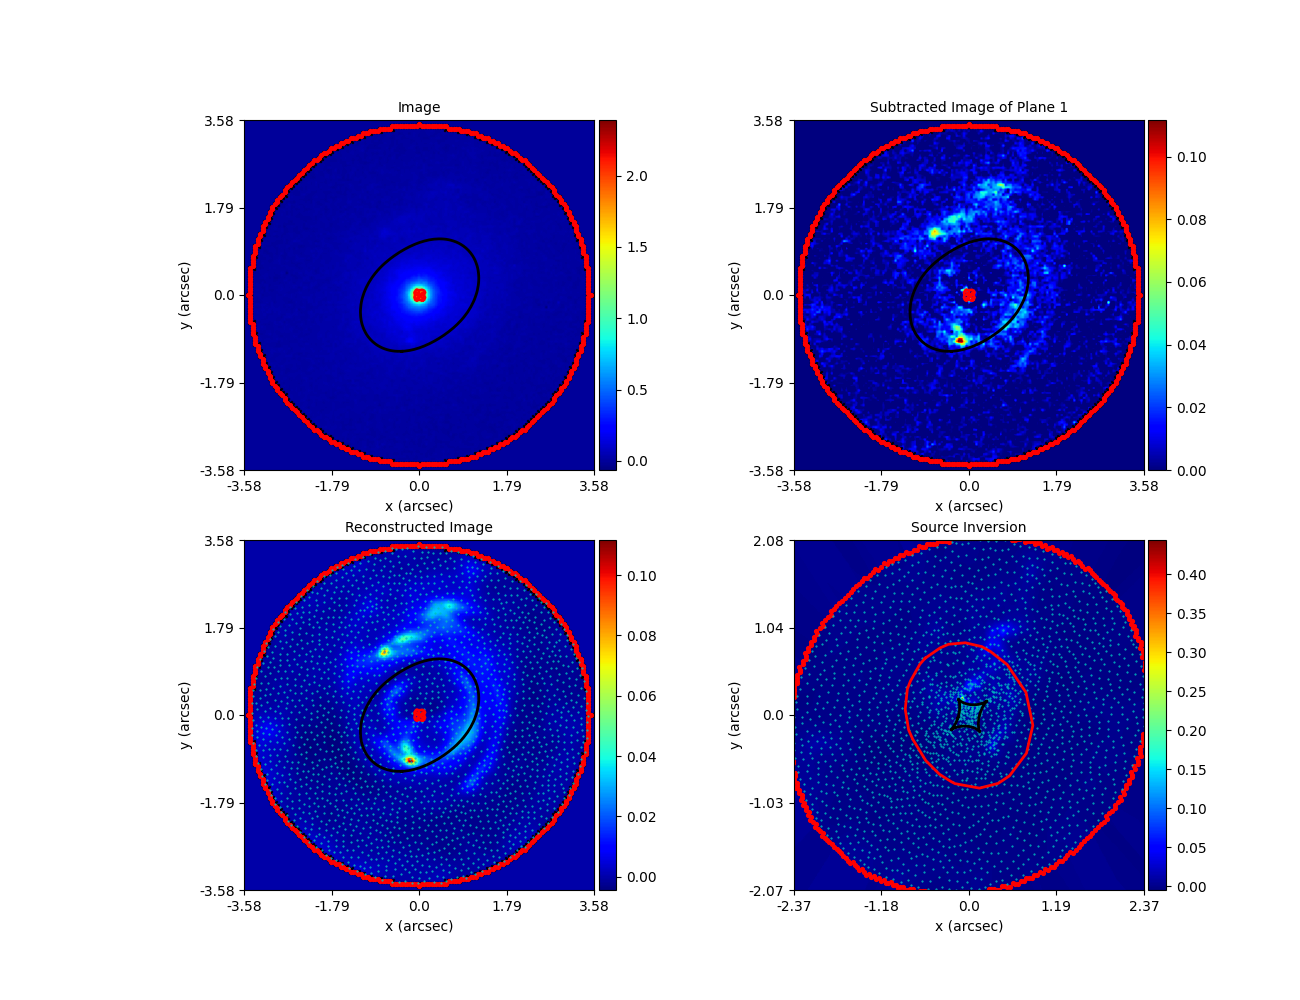 Image
3.58
1.79
0.0
-1.79
-3.58
y (arcsec)
-3.58 -1.79 0.0 1.79 3.58
x (arcsec)
2.0
1.5
1.0
0.5
0.0
Subtracted Image of Plane 1
3.58
1.79
0.0
-1.79
-3.58
y (arcsec)
-3.58 -1.79 0.0 1.79 3.58
x (arcsec)
0.10
0.08
0.06
0.04
0.02
0.00
Reconstructed Image
3.58
1.79
0.0
-1.79
-3.58
y (arcsec)
-3.58 -1.79 0.0 1.79 3.58
x (arcsec)
0.10
0.08
0.06
0.04
0.02
0.00
Source Inversion
2.08
1.04
0.0
-1.03
-2.07
y (arcsec)
-2.37 -1.18 0.0 1.19 2.37
x (arcsec)
0.40
0.35
0.30
0.25
0.20
0.15
0.10
0.05
0.00